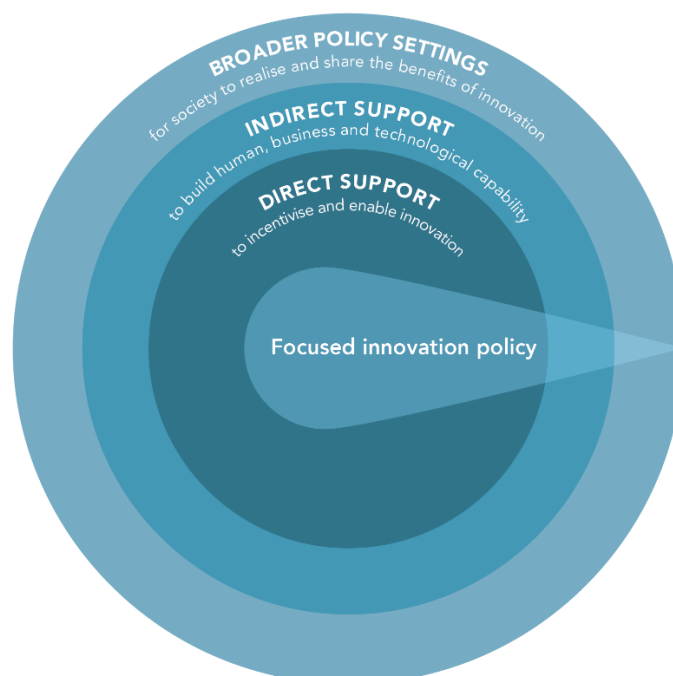 BROADER POLICY SETTINGS
for society to realise and share the benefits of innovation
INDIRECT SUPPORT
to build human, business and technological capability
DIRECT SUPPORT
to incentivise and enable innovation
Focused innovation policy